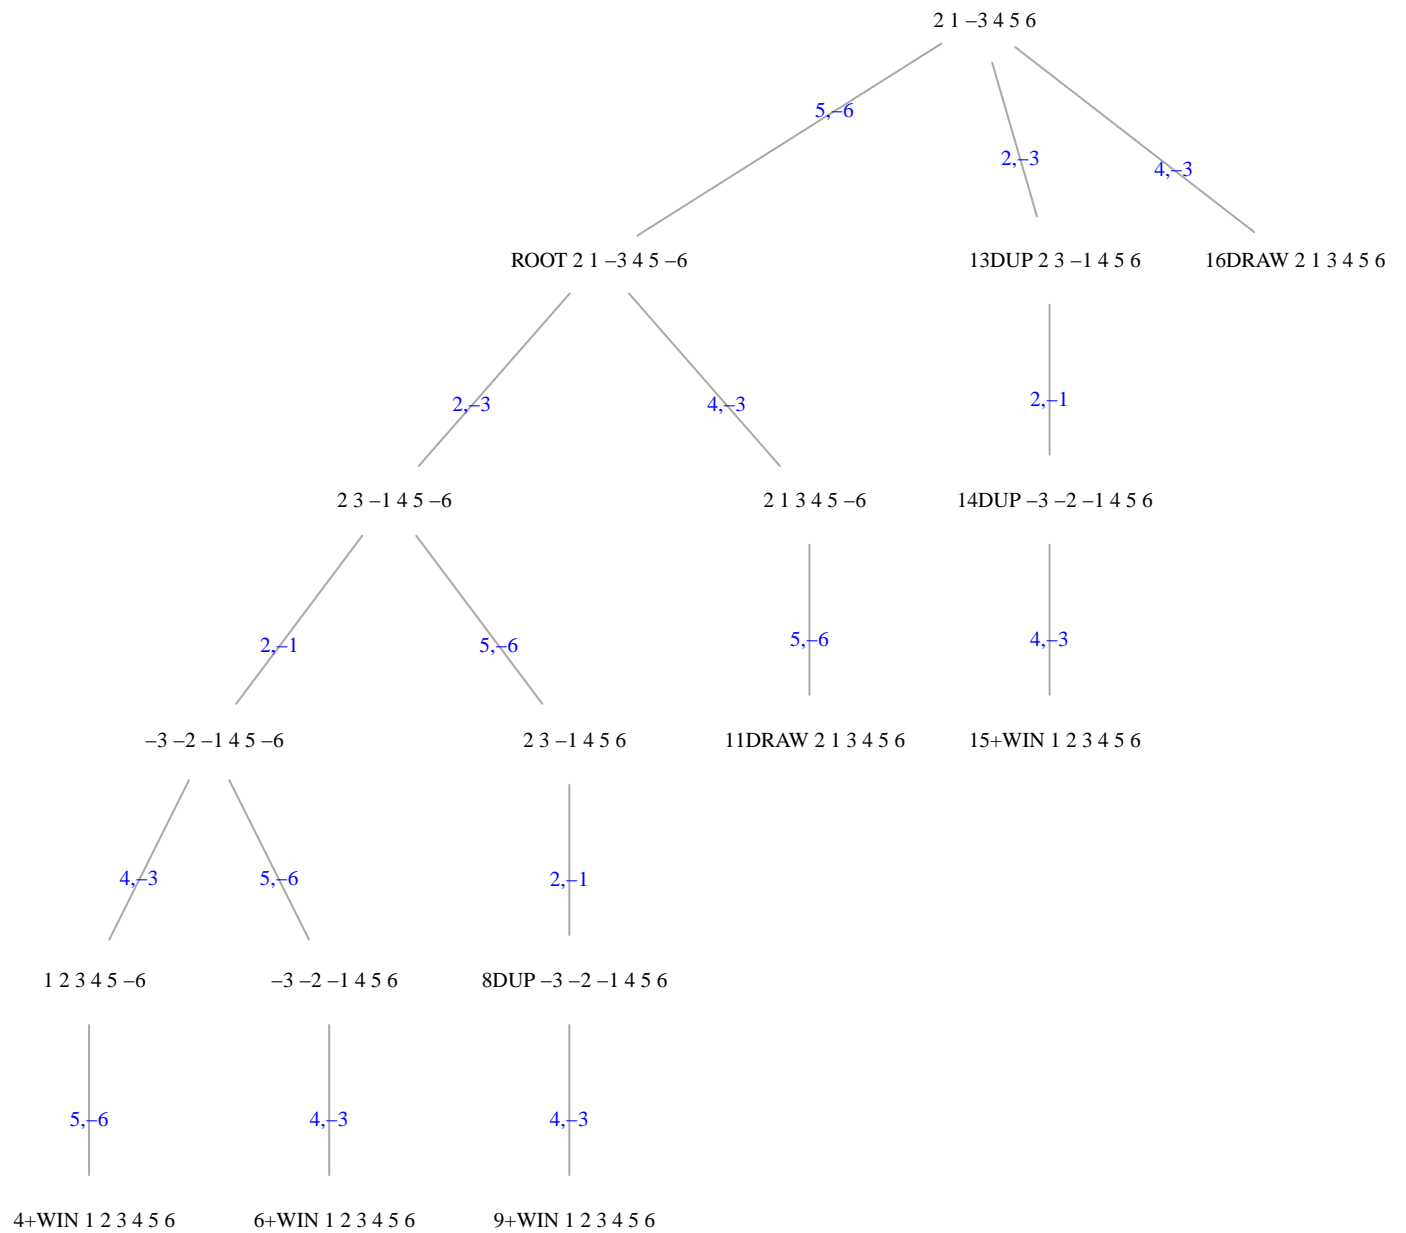 2 1 –3 4 5 6
5,–6
2,–3
4,–3
ROOT 2 1 –3 4 5 –6
13DUP 2 3 –1 4 5 6
16DRAW 2 1 3 4 5 6
2,–3
4,–3
2,–1
2 3 –1 4 5 –6
2 1 3 4 5 –6
14DUP –3 –2 –1 4 5 6
2,–1
5,–6
5,–6
4,–3
–3 –2 –1 4 5 –6
2 3 –1 4 5 6
11DRAW 2 1 3 4 5 6
15+WIN 1 2 3 4 5 6
4,–3
5,–6
2,–1
1 2 3 4 5 –6
–3 –2 –1 4 5 6
8DUP –3 –2 –1 4 5 6
5,–6
4,–3
4,–3
4+WIN 1 2 3 4 5 6
6+WIN 1 2 3 4 5 6
9+WIN 1 2 3 4 5 6